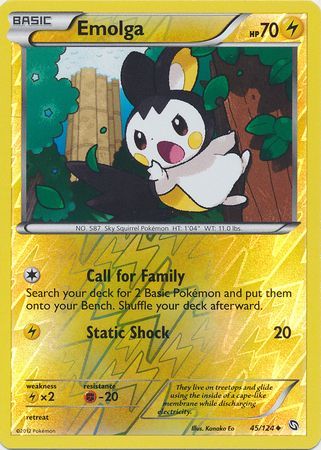 BASIC
Emolga
HP 70
NO. 587 Sky Squirrel Pokémon HT: 1'04" WT: 11.0 lbs.
Call for Family
Search your deck for 2 Basic Pokémon and put them
onto your Bench. Shuffle your deck afterward.
Static Shock 20
weakness
×2
resistance
-20
retreat
They live on treetops and glide
using the inside of a cape-like
membrane while discharging
electricity.
©2012 Pokémon
Illus. Kanako Eo
45/124